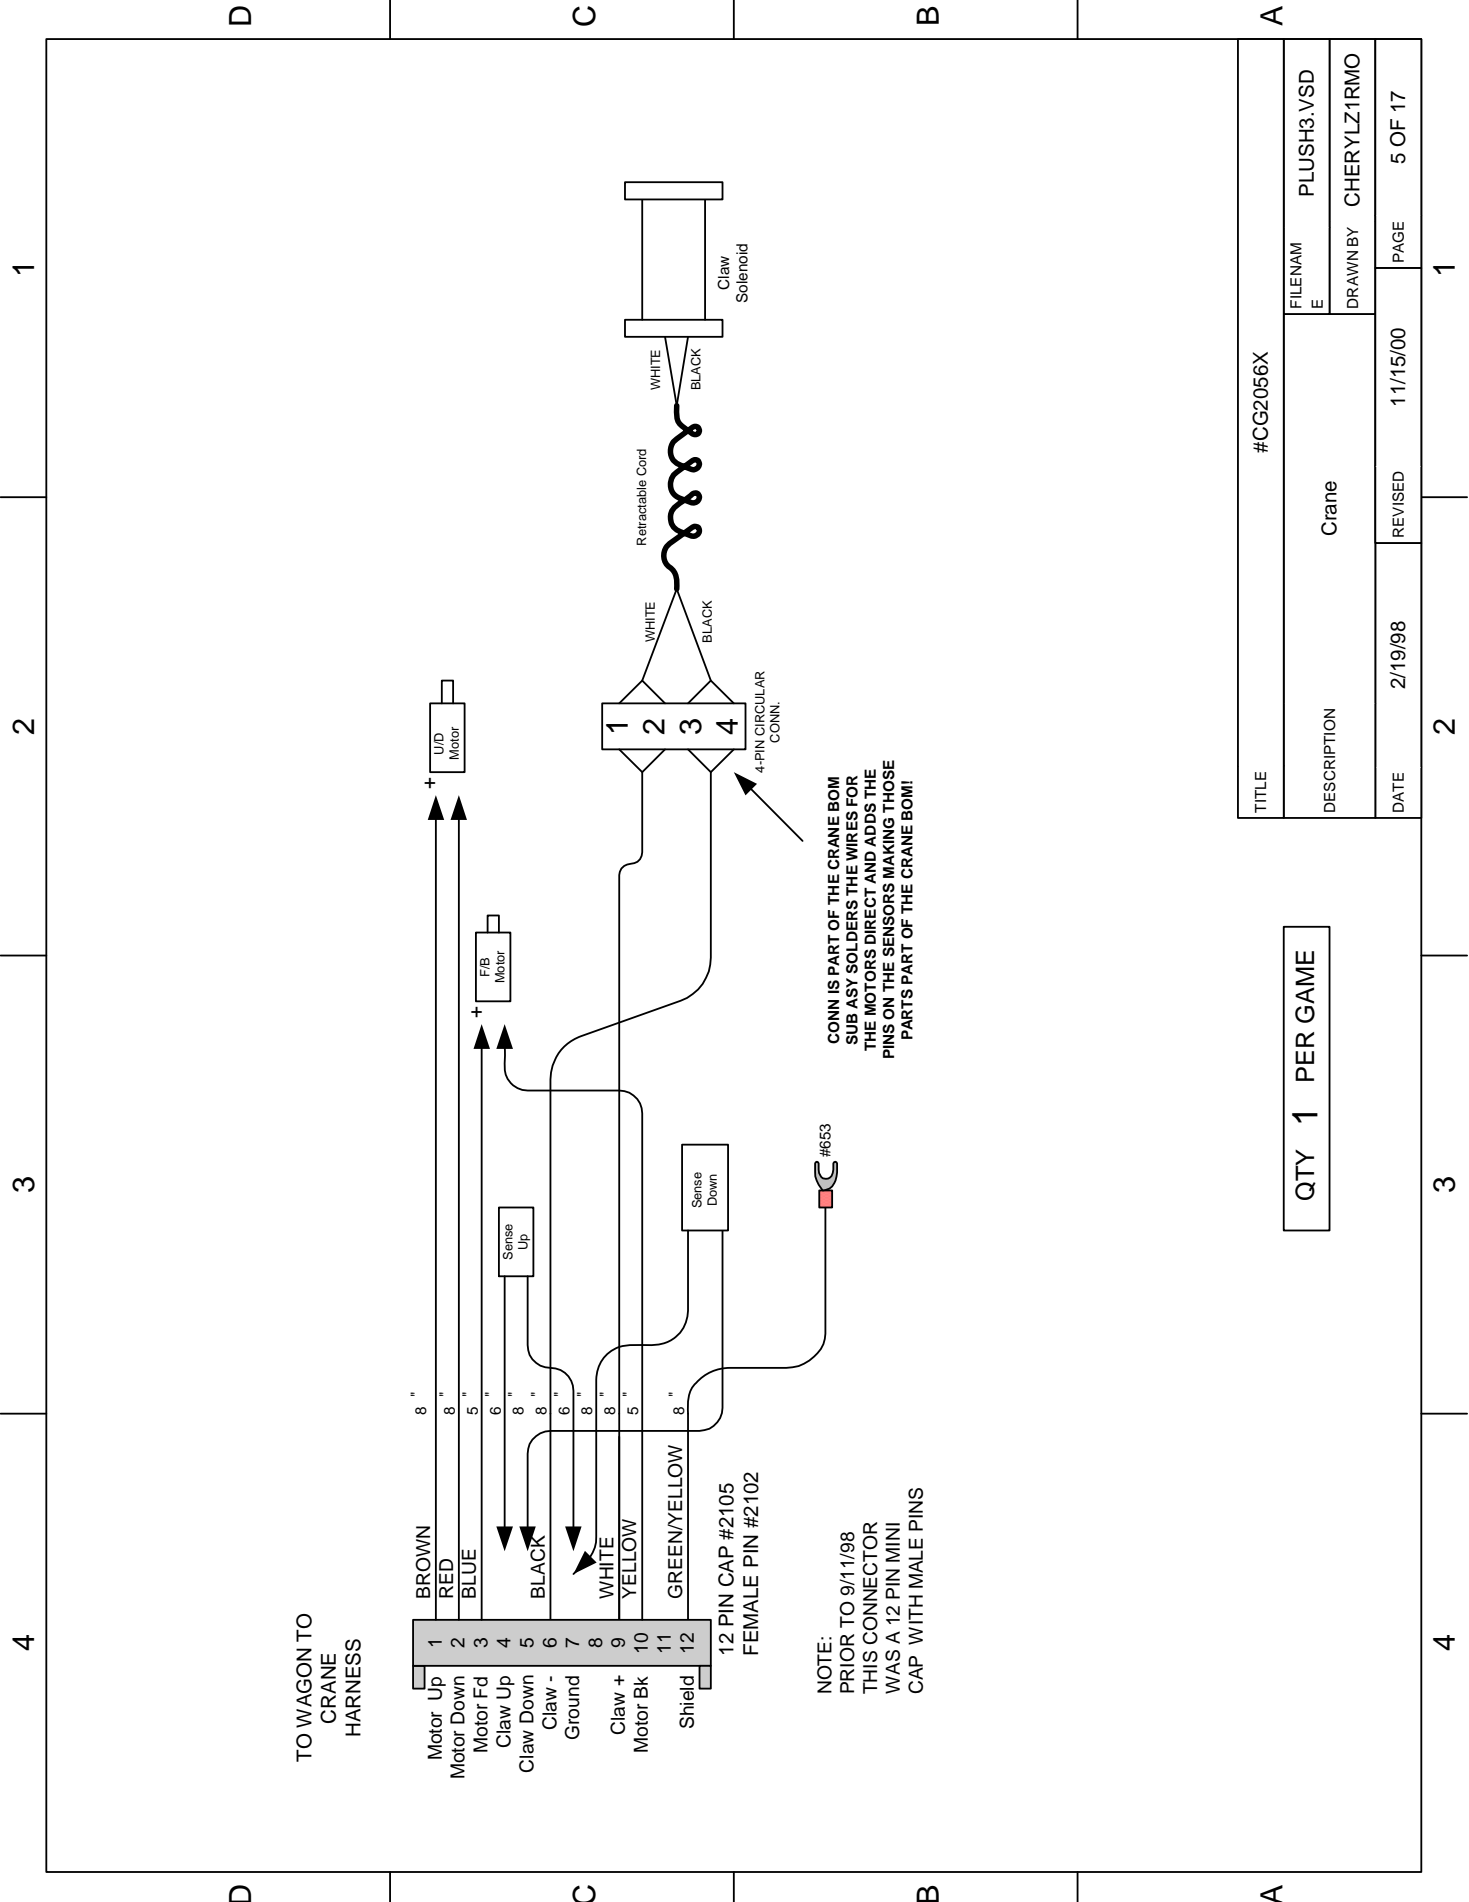 D
C
B
A
4
3
2
1
TO WAGON TO
CRANE
HARNESS
Motor Up
Motor Down
Motor Fd
Claw Up
Claw Down
Claw -
Ground
Claw +
Motor Bk
Shield
1
2
3
4
5
6
7
8
9
10
11
12
BROWN
RED
BLUE
BLACK
WHITE
YELLOW
GREEN/YELLOW
8 "
8 "
5 "
6 "
8 "
8 "
6 "
8 "
8 "
5 "
8 "
12 PIN CAP #2105
FEMALE PIN #2102
NOTE:
PRIOR TO 9/11/98
THIS CONNECTOR
WAS A 12 PIN MINI
CAP WITH MALE PINS
Sense
Up
Sense
Down
#653
+
F/B
Motor
+
U/D
Motor
1
2
3
4
4-PIN CIRCULAR
CONN.
CONN IS PART OF THE CRANE BOM
SUB ASY SOLDERS THE WIRES FOR
THE MOTORS DIRECT AND ADDS THE
PINS ON THE SENSORS MAKING THOSE
PARTS PART OF THE CRANE BOM!
WHITE
BLACK
Retractable Cord
WHITE
BLACK
Claw
Solenoid
QTY 1 PER GAME
TITLE #CG2056X
DESCRIPTION Crane
FILENAM
E
PLUSH3.VSD
DRAWN BY CHERYLZ1RMO
DATE 2/19/98 REVISED 11/15/00 PAGE 5 OF 17
4
3
2
1
D
C
B
A